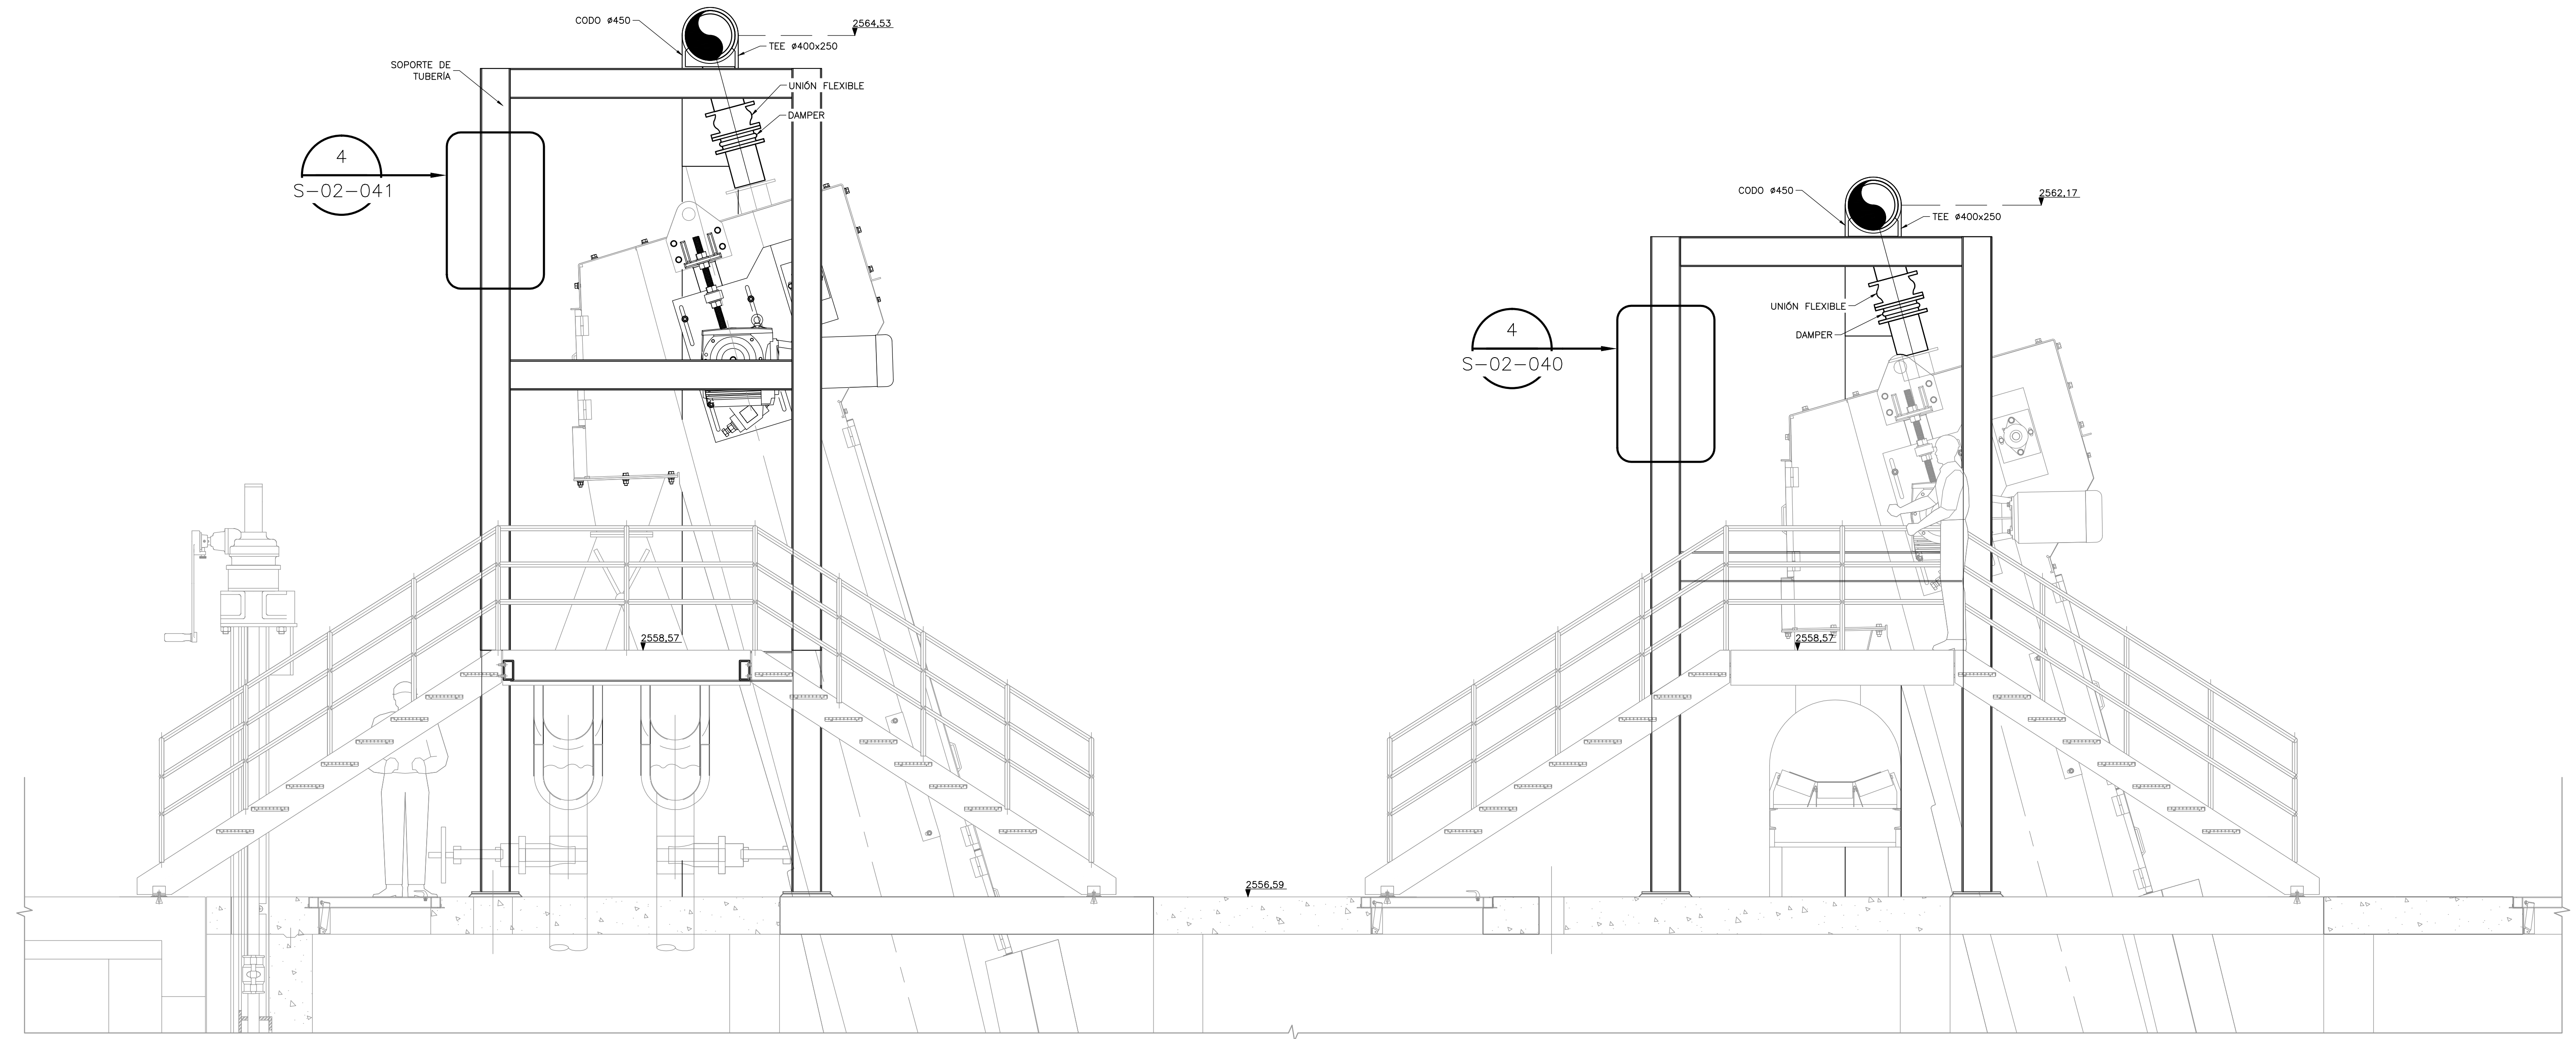 CODO ø450
2564,53
TEE ø400x250
SOPORTE DE
TUBERÍA
UNIÓN FLEXIBLE
DAMPER
4
S-02-041
2558,57
2556,59
CODO ø450
2562,17
TEE ø400x250
UNIÓN FLEXIBLE
DAMPER
4
S-02-040
2558,57